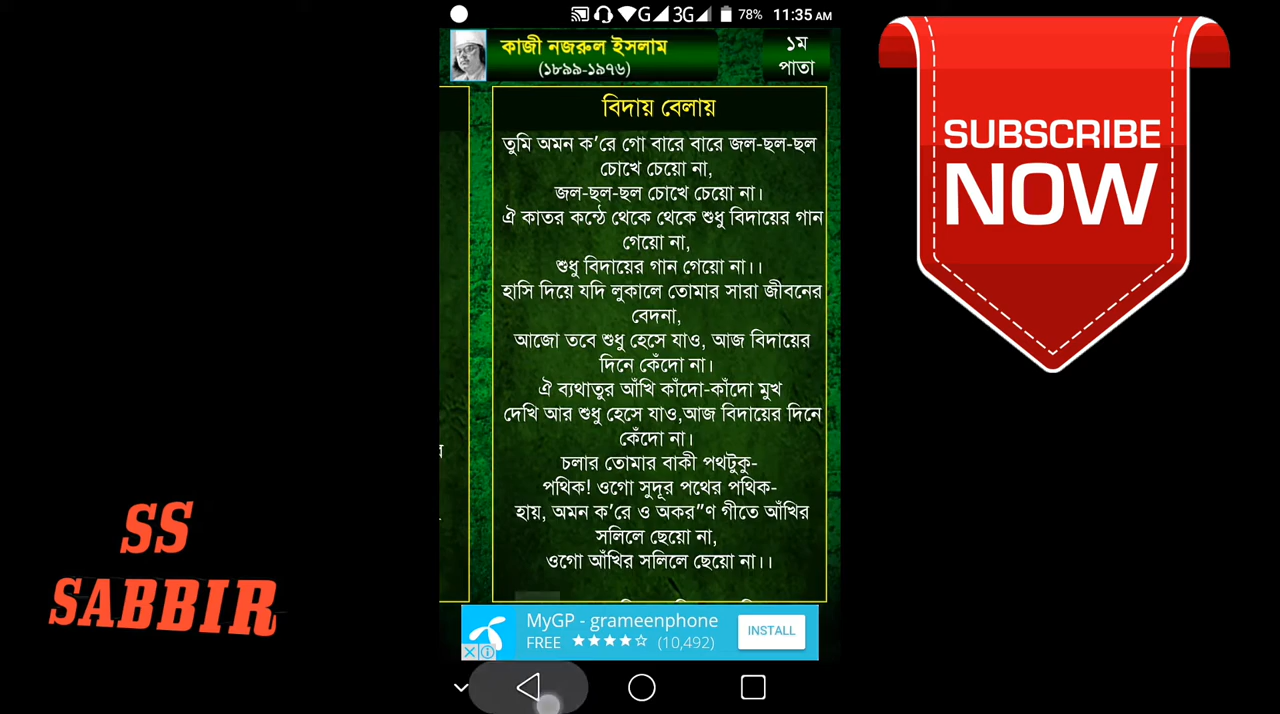 G 3G 78% 11:35 AM
কাজী নজরুল ইসলাম
(১৮৯৯-১৯৭৬)
১ম
পাতা
বিদায় বেলায়
তুমি অমন ক’রে গো বারে বারে জল-ছল-ছল
চোখে চেয়ো না,
জল-ছল-ছল চোখে চেয়ো না।
ঐ কাতর কন্ঠে থেকে থেকে শুধু বিদায়ের গান
গেয়ো না,
শুধু বিদায়ের গান গেয়ো না।।
হাসি দিয়ে যদি লুকালে তোমার সারা জীবনের
বেদনা,
আজো তবে শুধু হেসে যাও, আজ বিদায়ের
দিনে কেঁদো না।
ঐ ব্যথাতুর আঁখি কাঁদো-কাঁদো মুখ
দেখি আর শুধু হেসে যাও,আজ বিদায়ের দিনে
কেঁদো না।
চলার তোমার বাকী পথটুকু-
পথিক! ওগো সুদূর পথের পথিক-
হায়, অমন ক’রে ও অকর”ণ গীতে আঁখির
সলিলে ছেয়ো না,
ওগো আঁখির সলিলে ছেয়ো না।।
MyGP - grameenphone
FREE (10,492)
INSTALL
SUBSCRIBE
NOW
SS
SABBIR